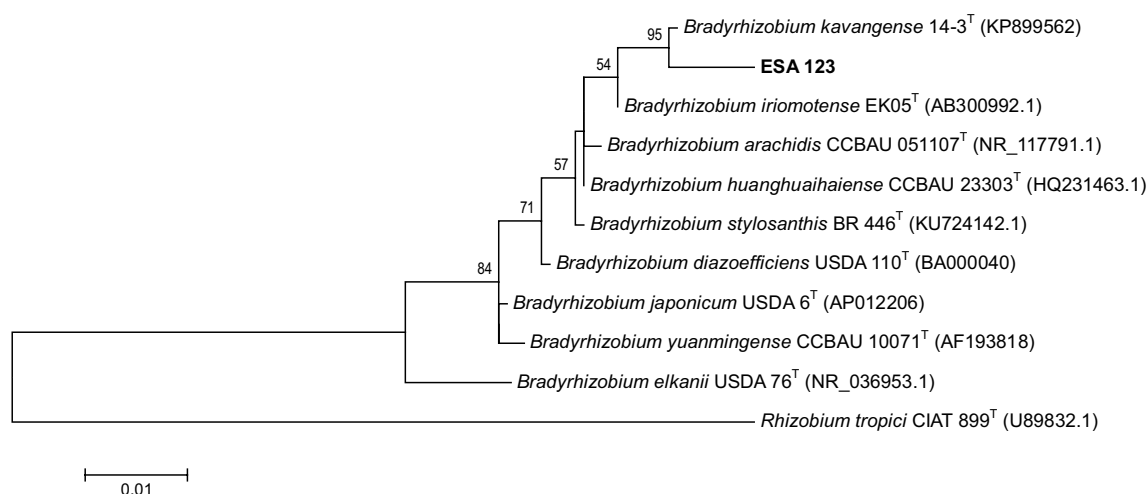 95
Bradyrhizobium kavangense 14-3T (KP899562)
ESA 123
54
Bradyrhizobium iriomotense EK05T (AB300992.1)
Bradyrhizobium arachidis CCBAU 051107T (NR_117791.1)
57
Bradyrhizobium huanghuaihaiense CCBAU 23303T (HQ231463.1)
71
Bradyrhizobium stylosanthis BR 446T (KU724142.1)
Bradyrhizobium diazoefficiens USDA 110T (BA000040)
84
Bradyrhizobium japonicum USDA 6T (AP012206)
Bradyrhizobium yuanmingense CCBAU 10071T (AF193818)
Bradyrhizobium elkanii USDA 76T (NR_036953.1)
Rhizobium tropici CIAT 899T (U89832.1)
0.01